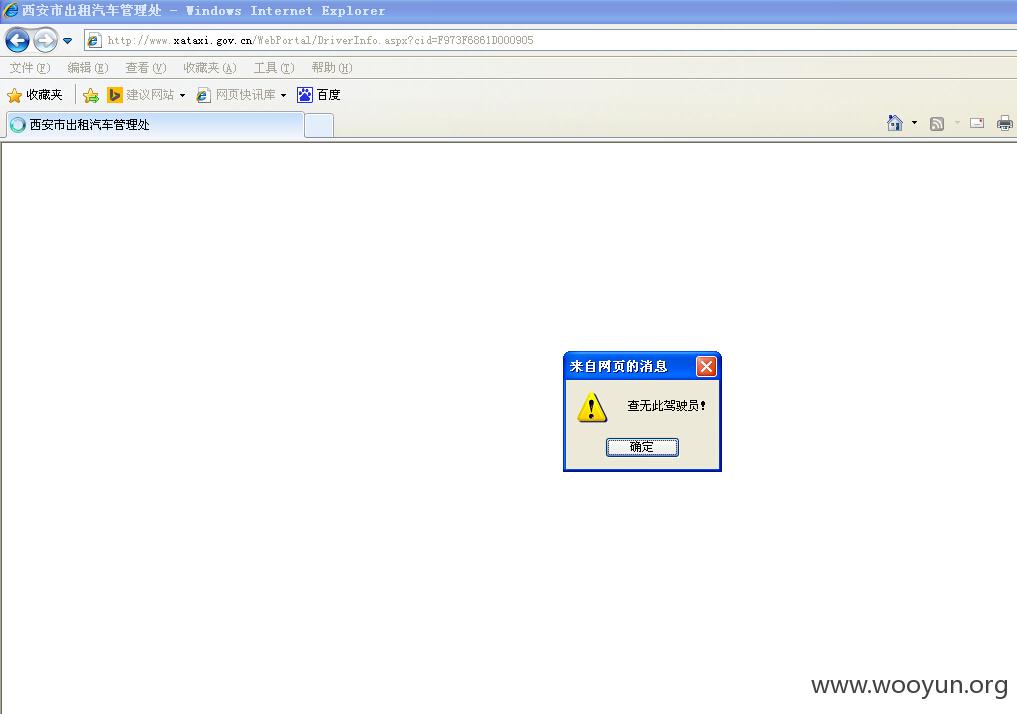 西安市出租汽车管理处 - Windows Internet Explorer
http://www.xataxi.gov.cn/WebPortal/DriverInfo.aspx?cid=F973F6861D000905
文件(F) 编辑(E) 查看(V) 收藏夹(A) 工具(T) 帮助(H)
收藏夹 建议网站 网页快讯库 百度
西安市出租汽车管理处
来自网页的消息
查无此驾驶员!
确定
www.wooyun.org